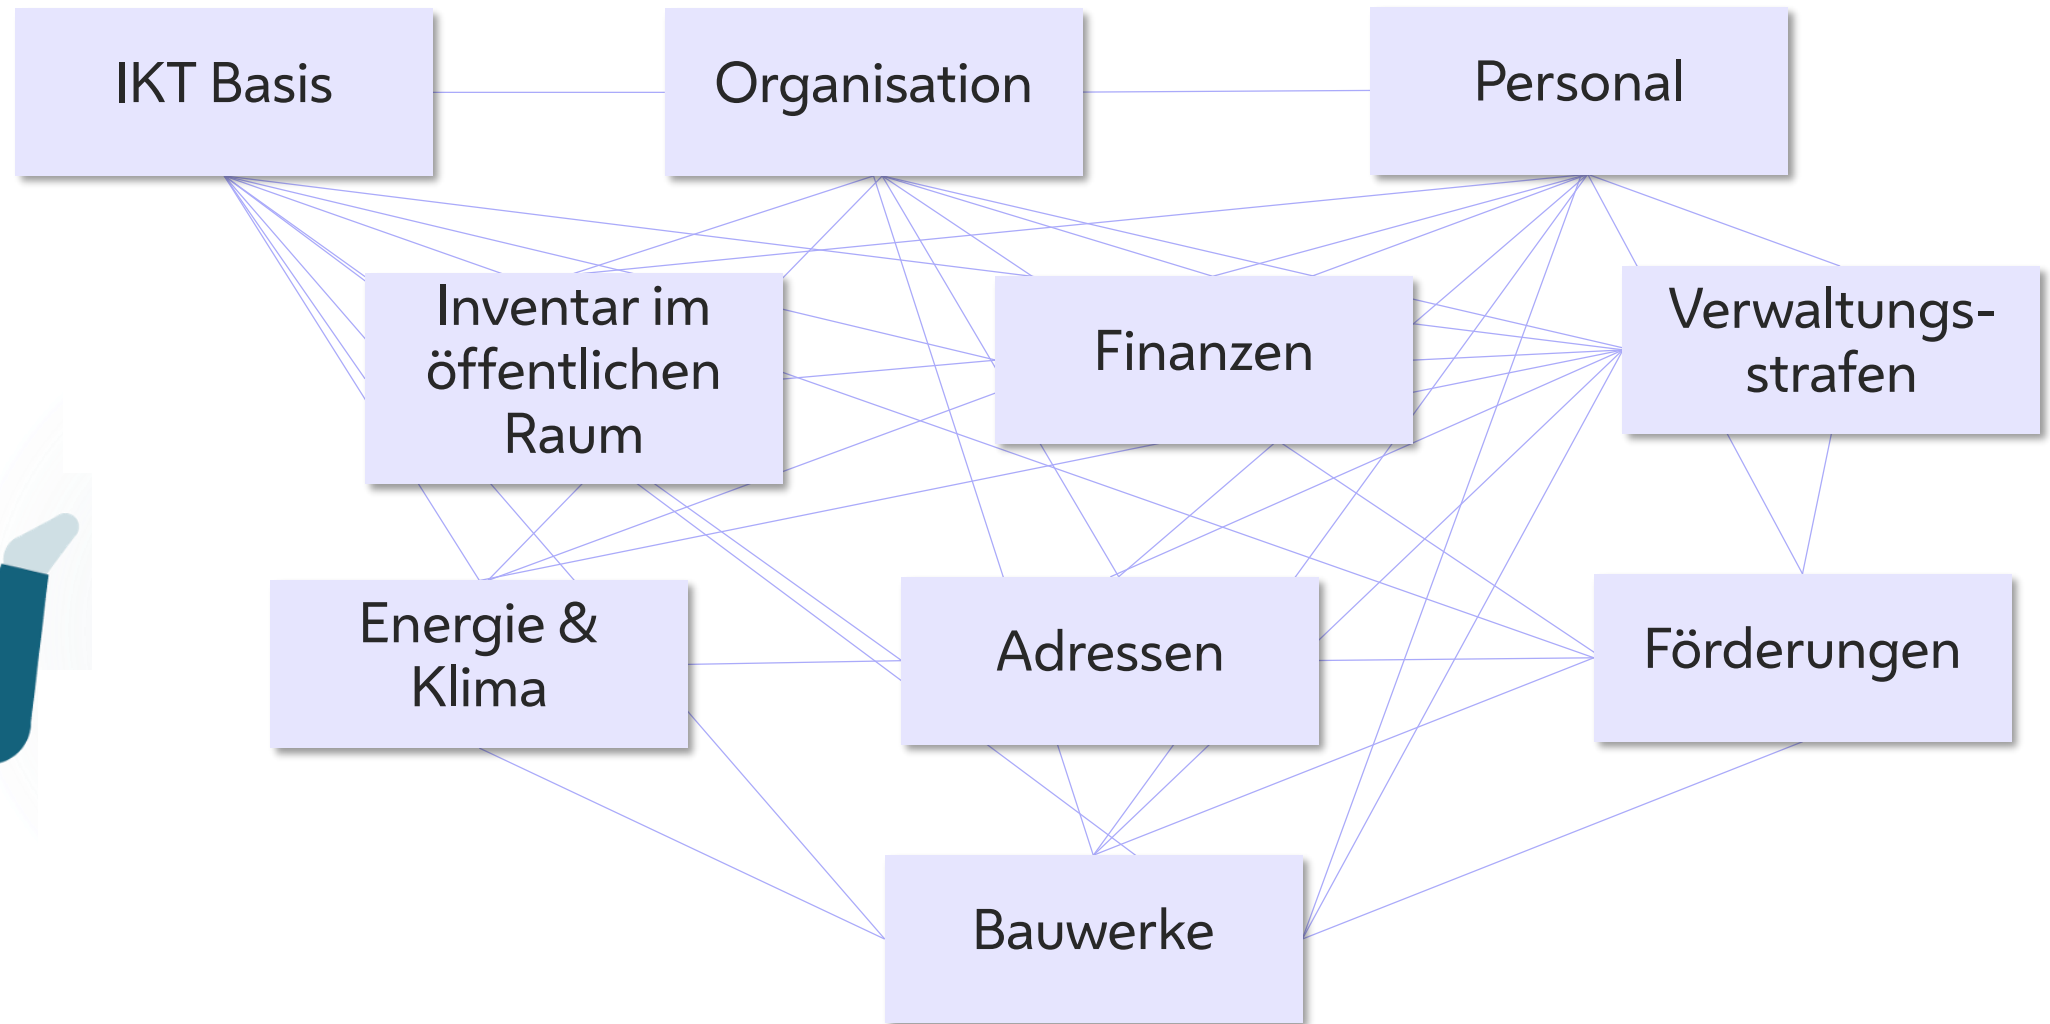 IKT Basis
Organisation
Personal
Inventar im
öffentlichen
Raum
Finanzen
Verwaltungs-
strafen
Energie &
Klima
Adressen
Förderungen
Bauwerke